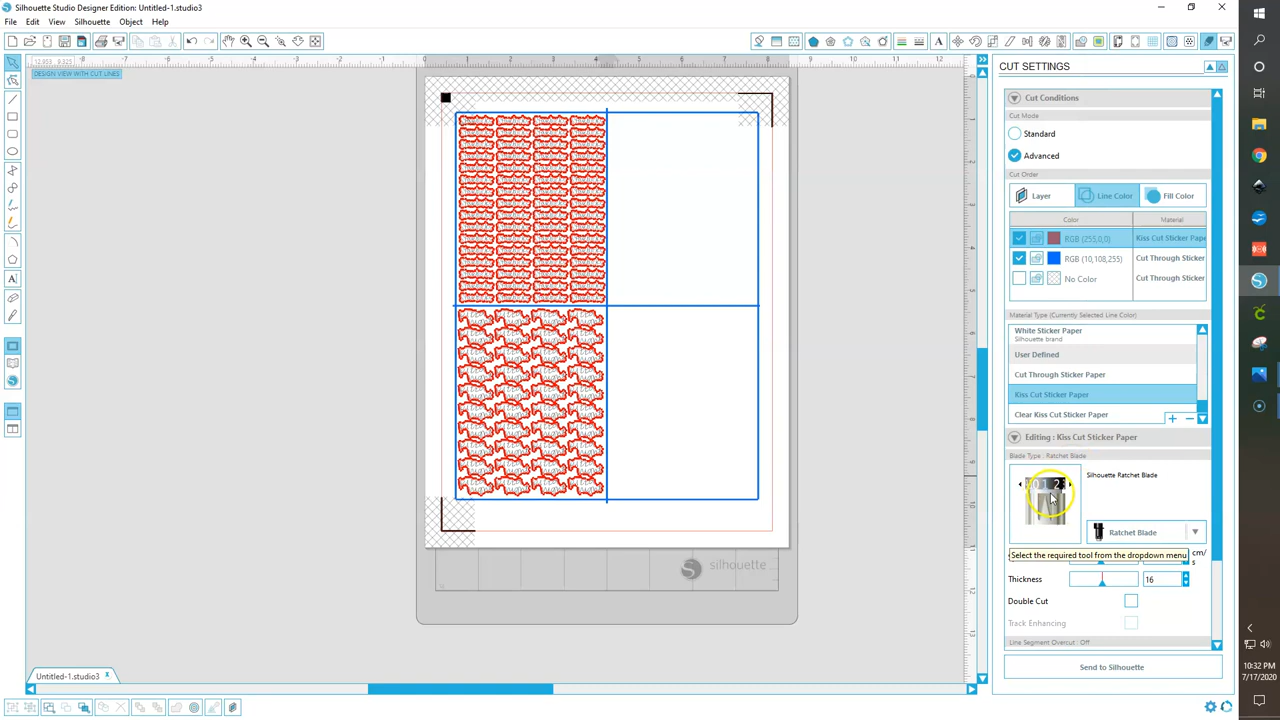 Silhouette Studio Designer Edition: Untitled-1.studio3
File Edit View Silhouette Object Help
DESIGN VIEW WITH CUT LINES
CUT SETTINGS
Cut Conditions
Cut Mode
Standard
Advanced
Cut Order
Layer Line Color Fill Color
Color Material
RGB (255,0,0) Kiss Cut Sticker Pape
RGB (10,108,255) Cut Through Sticker
No Color Cut Through Sticker
Material Type (Currently Selected Line Color)
White Sticker Paper
Silhouette brand
User Defined
Cut Through Sticker Paper
Kiss Cut Sticker Paper
Clear Kiss Cut Sticker Paper
Editing : Kiss Cut Sticker Paper
Blade Type : Ratchet Blade
Silhouette Ratchet Blade
Ratchet Blade
Select the required tool from the dropdown menu
cm/
s
Thickness 16
Double Cut
Track Enhancing
Line Segment Overcut : Off
Send to Silhouette
silhouette
Untitled-1.studio3
10:32 PM
7/17/2020